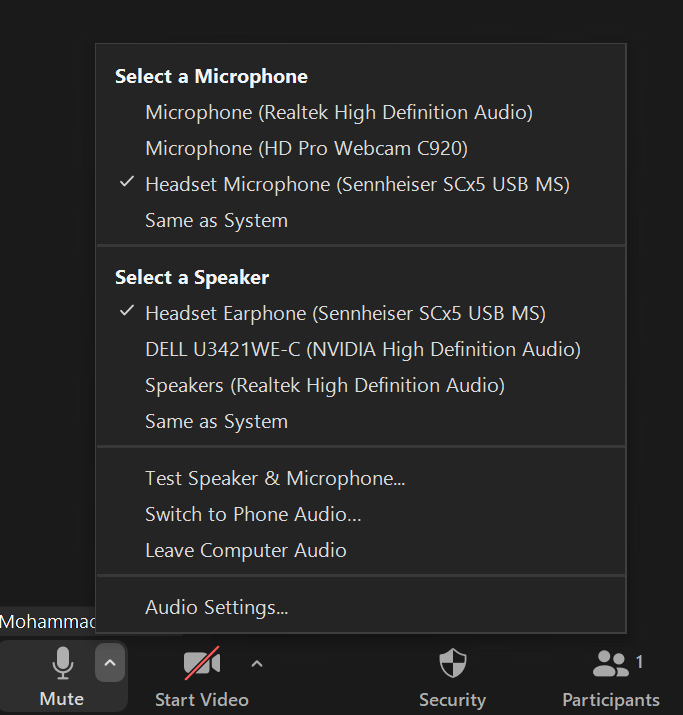 Select a Microphone
Microphone (Realtek High Definition Audio)
Microphone (HD Pro Webcam C920)
Headset Microphone (Sennheiser SCx5 USB MS)
Same as System
Select a Speaker
Headset Earphone (Sennheiser SCx5 USB MS)
DELL U3421WE-C (NVIDIA High Definition Audio)
Speakers (Realtek High Definition Audio)
Same as System
Test Speaker & Microphone...
Switch to Phone Audio...
Leave Computer Audio
Audio Settings...
Mohammad
1
Mute
Start Video
Security
Participants